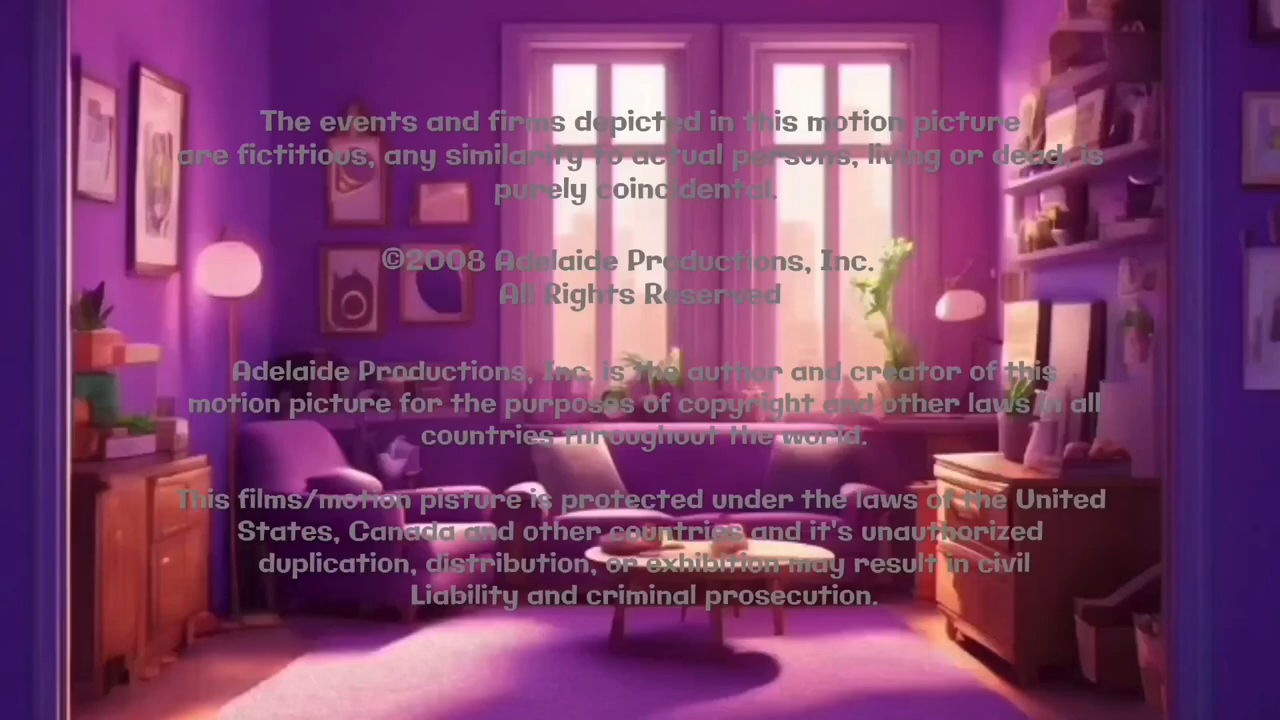 The events and firms depicted in this motion picture
are fictitious, any similarity to actual persons, living or dead, is
purely coincidental.
©2008 Adelaide Productions, Inc.
All Rights Reserved
Adelaide Productions, Inc. is the author and creator of this
motion picture for the purposes of copyright and other laws in all
countries throughout the world.
This films/motion picture is protected under the laws of the United
States, Canada and other countries and it's unauthorized
duplication, distribution, or exhibition may result in civil
Liability and criminal prosecution.